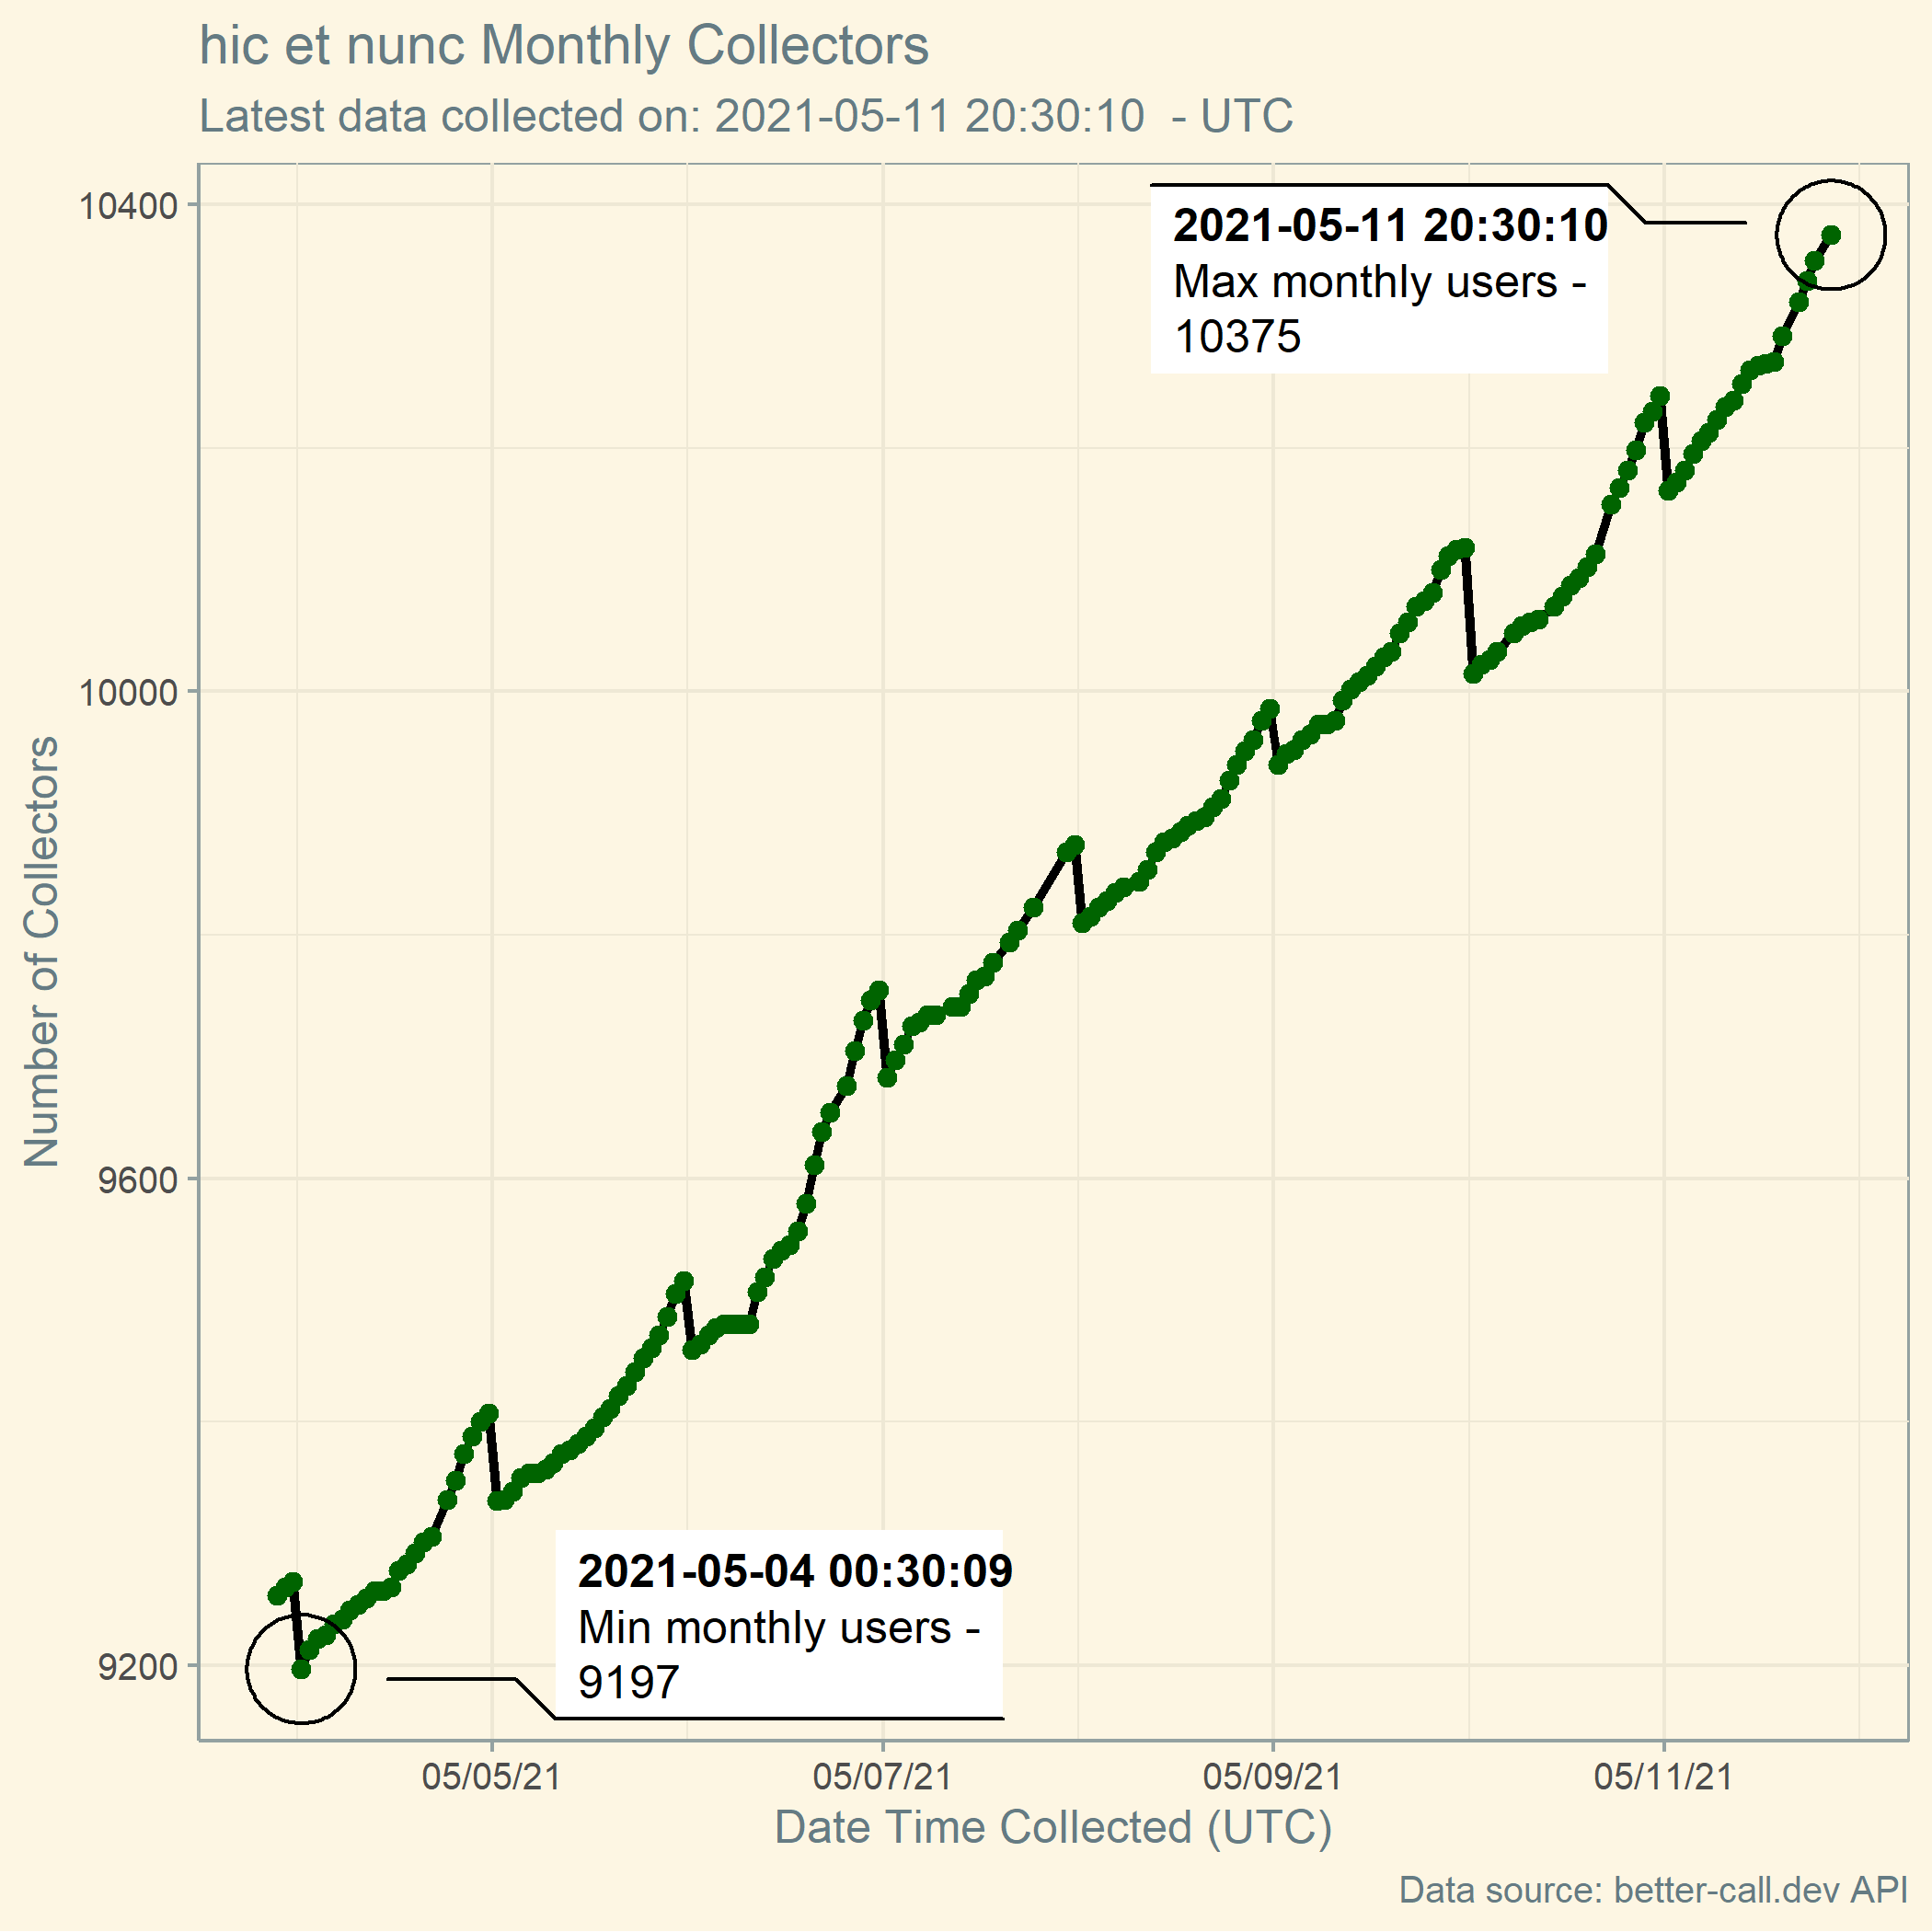 hic et nunc Monthly Collectors
Latest data collected on: 2021-05-11 20:30:10  - UTC
10400
10000
9600
9200
Number of Collectors
2021-05-11 20:30:10
Max monthly users -
10375
2021-05-04 00:30:09
Min monthly users -
9197
05/05/21
05/07/21
05/09/21
05/11/21
Date Time Collected (UTC)
Data source: better-call.dev API